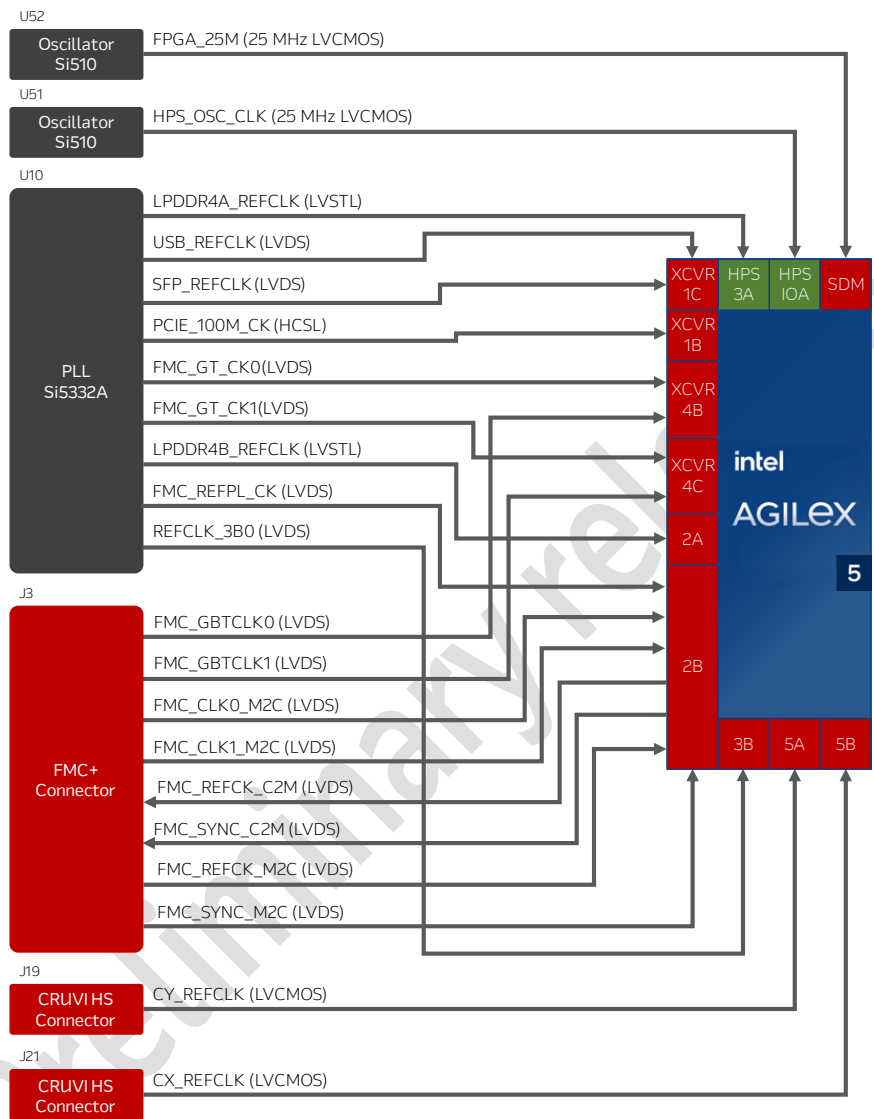 U52
Oscillator
Si510
FPGA_25M (25 MHz LVCMOS)
U51
Oscillator
Si510
HPS_OSC_CLK (25 MHz LVCMOS)
U10
PLL
Si5332A
LPDDR4A_REFCLK (LVSTL)
USB_REFCLK (LVDS)
SFP_REFCLK (LVDS)
PCIE_100M_CK (HCSL)
FMC_GT_CK0(LVDS)
FMC_GT_CK1(LVDS)
LPDDR4B_REFCLK (LVSTL)
FMC_REFPL_CK (LVDS)
REFCLK_3B0 (LVDS)
XCVR
1C
HPS
3A
HPS
IOA
SDM
XCVR
1B
XCVR
4B
XCVR
4C
2A
2B
3B
5A
5B
intel
AGILEX
5
J3
FMC+
Connector
FMC_GBTCLK0 (LVDS)
FMC_GBTCLK1 (LVDS)
FMC_CLK0_M2C (LVDS)
FMC_CLK1_M2C (LVDS)
FMC_REFCK_C2M (LVDS)
FMC_SYNC_C2M (LVDS)
FMC_REFCK_M2C (LVDS)
FMC_SYNC_M2C (LVDS)
J19
CRUVI HS
Connector
CY_REFCLK (LVCMOS)
J21
CRUVI HS
Connector
CX_REFCLK (LVCMOS)